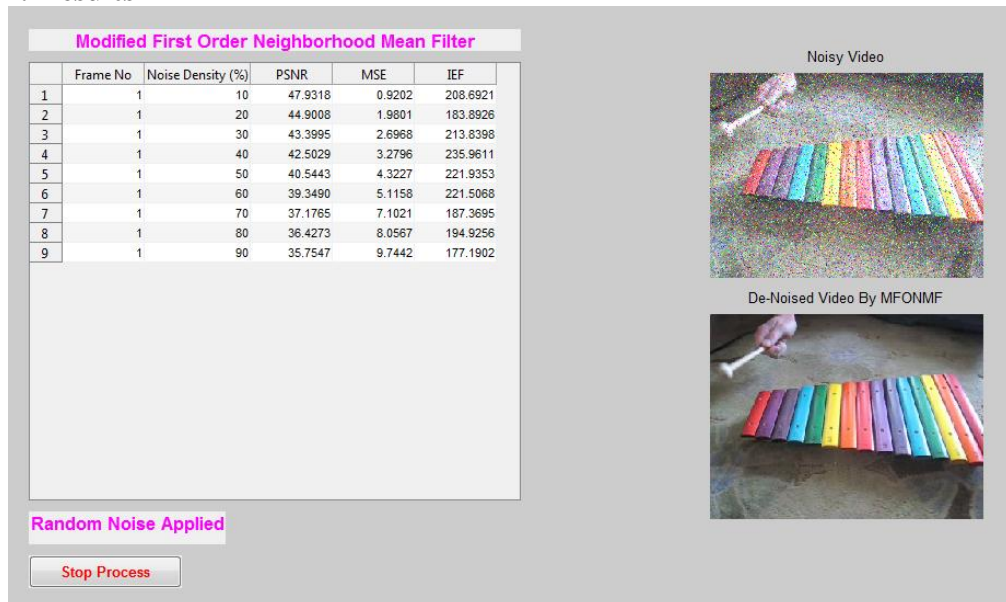 Modified First Order Neighborhood Mean Filter
Frame No Noise Density (%) PSNR MSE IEF
1 1 10 47.9318 0.9202 208.6921
2 1 20 44.9008 1.9801 183.8926
3 1 30 43.3995 2.6968 213.8398
4 1 40 42.5029 3.2796 235.9611
5 1 50 40.5443 4.3227 221.9353
6 1 60 39.3490 5.1158 221.5068
7 1 70 37.1765 7.1021 187.3695
8 1 80 36.4273 8.0567 194.9256
9 1 90 35.7547 9.7442 177.1902
Random Noise Applied
Stop Process
Noisy Video
De-Noised Video By MFONMF